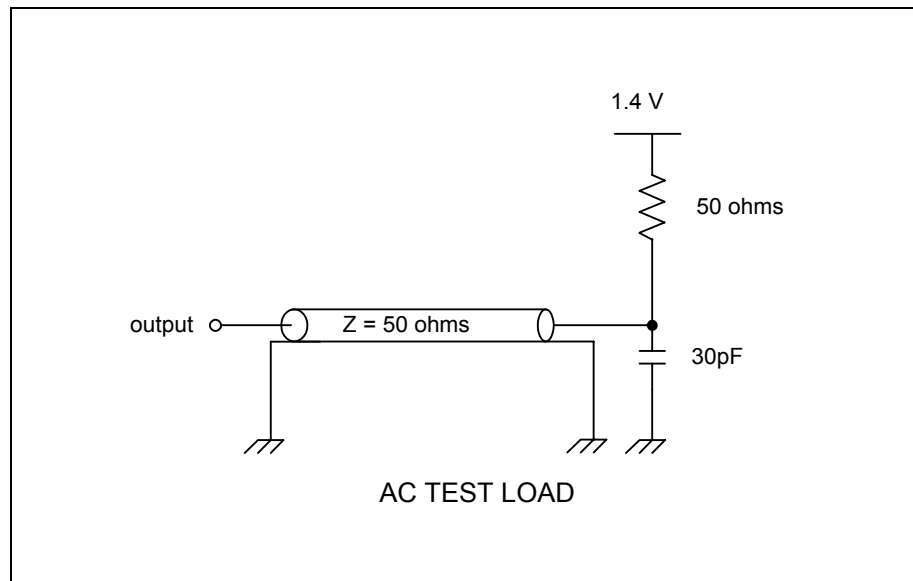 1.4 V
50 ohms
output
Z = 50 ohms
30pF
AC TEST LOAD